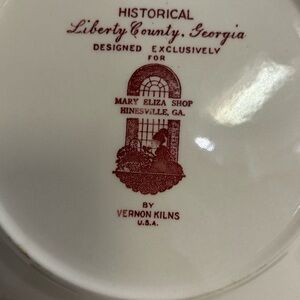 HISTORICAL
Liberty County, Georgia
DESIGNED EXCLUSIVELY
FOR
MARY ELIZA SHOP
HINESVILLE, GA.
BY
VERNON KILNS
U.S.A.